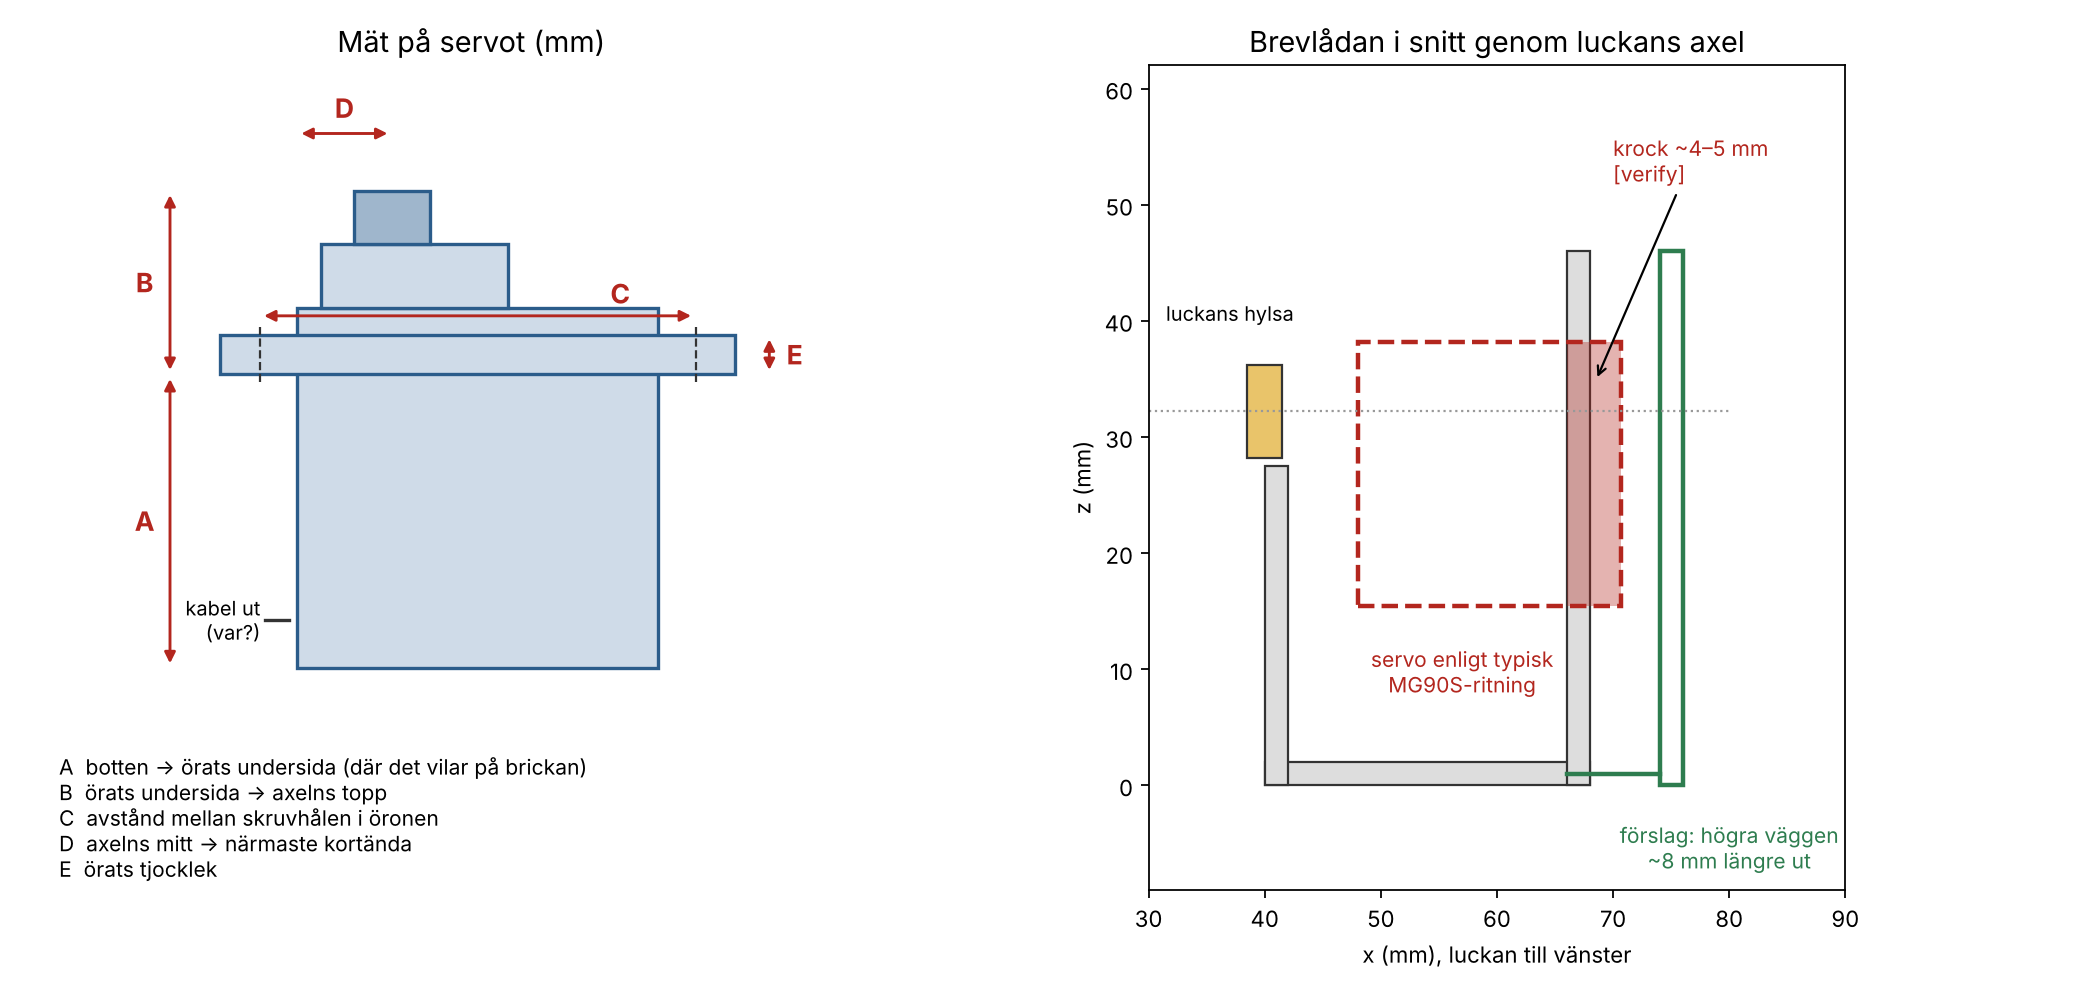 Mät på servot (mm)
D
B
C
E
A
kabel ut
(var?)
A botten → örats undersida (där det vilar på brickan)
B örats undersida → axelns topp
C avstånd mellan skruvhålen i öronen
D axelns mitt → närmaste kortända
E örats tjocklek
Brevlådan i snitt genom luckans axel
60
50
40
30
20
10
0
z (mm)
krock ~4–5 mm
[verify]
luckans hylsa
servo enligt typisk
MG90S-ritning
förslag: högra väggen
~8 mm längre ut
30 40 50 60 70 80 90
x (mm), luckan till vänster